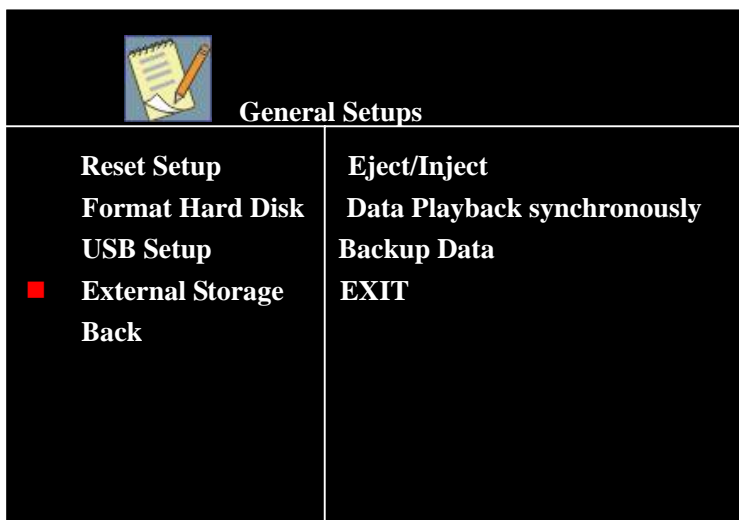 General Setups
Reset Setup
Format Hard Disk
USB Setup
External Storage
Back
Eject/Inject
Data Playback synchronously
Backup Data
EXIT